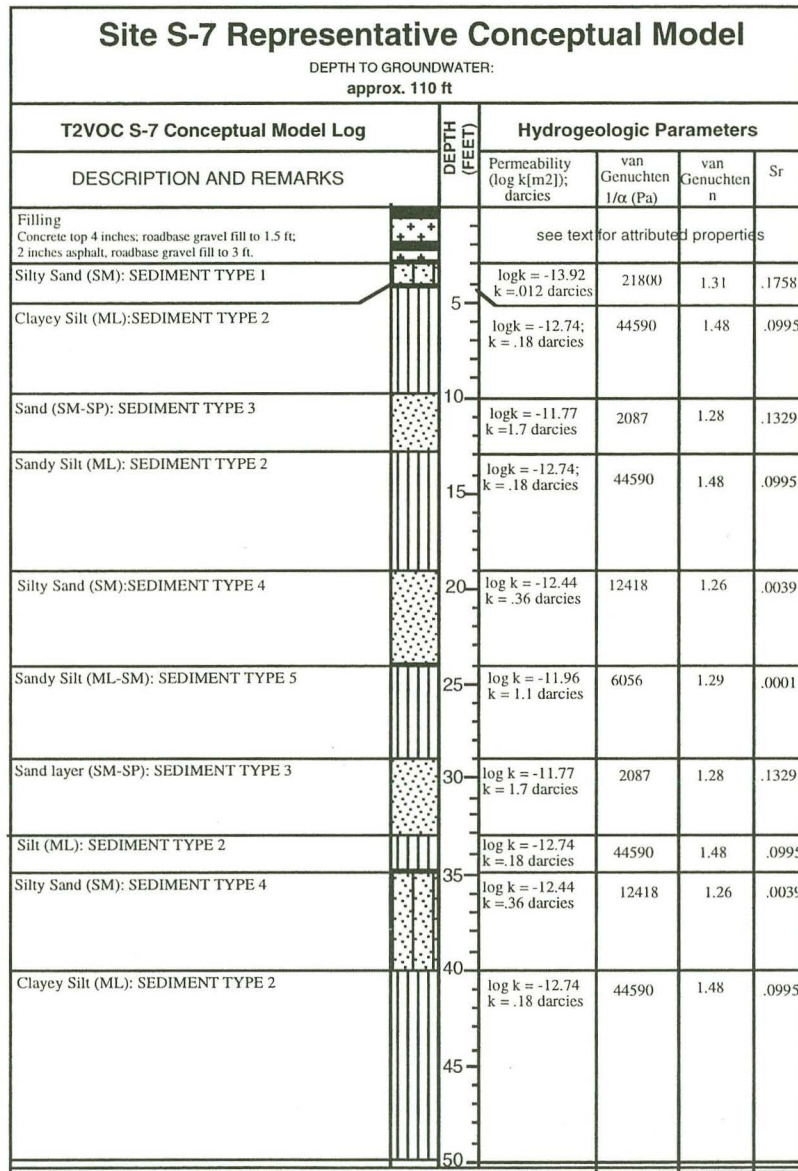 Site S-7 Representative Conceptual Model
DEPTH TO GROUNDWATER:
approx. 110 ft
T2VOC S-7 Conceptual Model Log
DEPTH
(FEET)
Hydrogeologic Parameters
DESCRIPTION AND REMARKS
Permeability
(log k[m2]);
darcies
van
Genuchten
1/α (Pa)
van
Genuchten
n
Sr
Filling
Concrete top 4 inches; roadbase gravel fill to 1.5 ft;
2 inches asphalt, roadbase gravel fill to 3 ft.
see text for attributed properties
Silty Sand (SM): SEDIMENT TYPE 1
logk = -13.92
k =.012 darcies
21800
1.31
.1758
5
Clayey Silt (ML):SEDIMENT TYPE 2
logk = -12.74;
k = .18 darcies
44590
1.48
.0995
10
Sand (SM-SP): SEDIMENT TYPE 3
logk = -11.77
k =1.7 darcies
2087
1.28
.1329
Sandy Silt (ML): SEDIMENT TYPE 2
15
logk = -12.74;
k = .18 darcies
44590
1.48
.0995
Silty Sand (SM):SEDIMENT TYPE 4
20
log k = -12.44
k = .36 darcies
12418
1.26
.0039
Sandy Silt (ML-SM): SEDIMENT TYPE 5
25
log k = -11.96
k = 1.1 darcies
6056
1.29
.0001
Sand layer (SM-SP): SEDIMENT TYPE 3
30
log k = -11.77
k = 1.7 darcies
2087
1.28
.1329
Silt (ML): SEDIMENT TYPE 2
log k = -12.74
k =.18 darcies
44590
1.48
.0995
35
Silty Sand (SM): SEDIMENT TYPE 4
log k = -12.44
k =.36 darcies
12418
1.26
.0039
40
Clayey Silt (ML): SEDIMENT TYPE 2
log k = -12.74
k = .18 darcies
44590
1.48
.0995
45
50